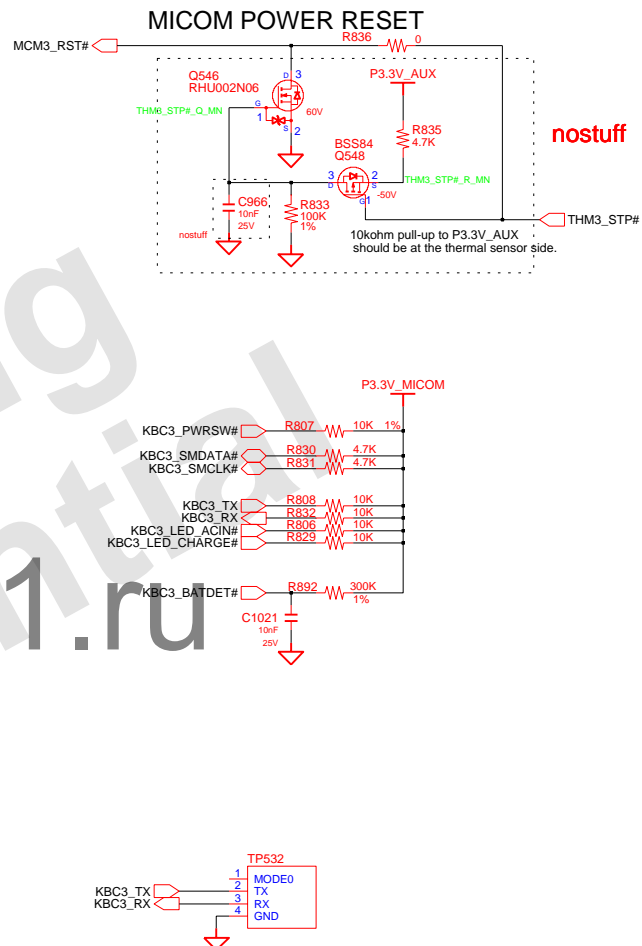 MICOM POWER RESET
MCM3_RST#
R836 0
Q546
RHU002N06
D 3
P3.3V_AUX
THM3_STP#_Q_MN
G
1
60V
S 2
R835
4.7K
nostuff
BSS84
Q548
3 D
2 S
THM3_STP#_R_MN
-50V
G 1
C966
10nF
25V
nostuff
R833
100K
1%
THM3_STP#
10kohm pull-up to P3.3V_AUX
should be at the thermal sensor side.
P3.3V_MICOM
KBC3_PWRSW# R807 10K 1%
KBC3_SMDATA# R830 4.7K
KBC3_SMCLK# R831 4.7K
KBC3_TX R808 10K
KBC3_RX R832 10K
KBC3_LED_ACIN# R806 10K
KBC3_LED_CHARGE# R829 10K
KBC3_BATDET# R892 300K
1%
C1021
10nF
25V
1.ru
TP532
1 MODE0
KBC3_TX 2 TX
KBC3_RX 3 RX
4 GND